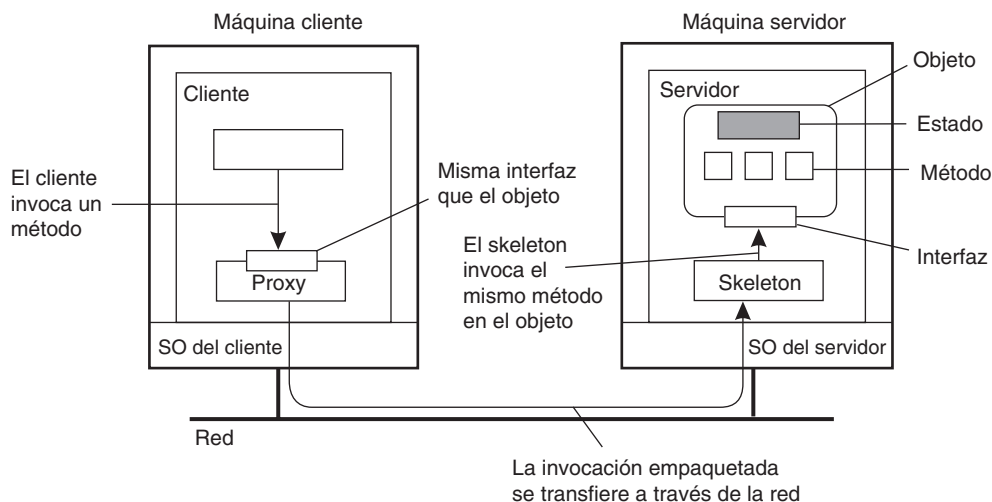 Máquina cliente
Máquina servidor
Cliente
Servidor
Objeto
Estado
Método
Interfaz
El cliente
invoca un
método
Misma interfaz
que el objeto
Proxy
El skeleton
invoca el
mismo método
en el objeto
Skeleton
SO del cliente
SO del servidor
Red
La invocación empaquetada
se transfiere a través de la red